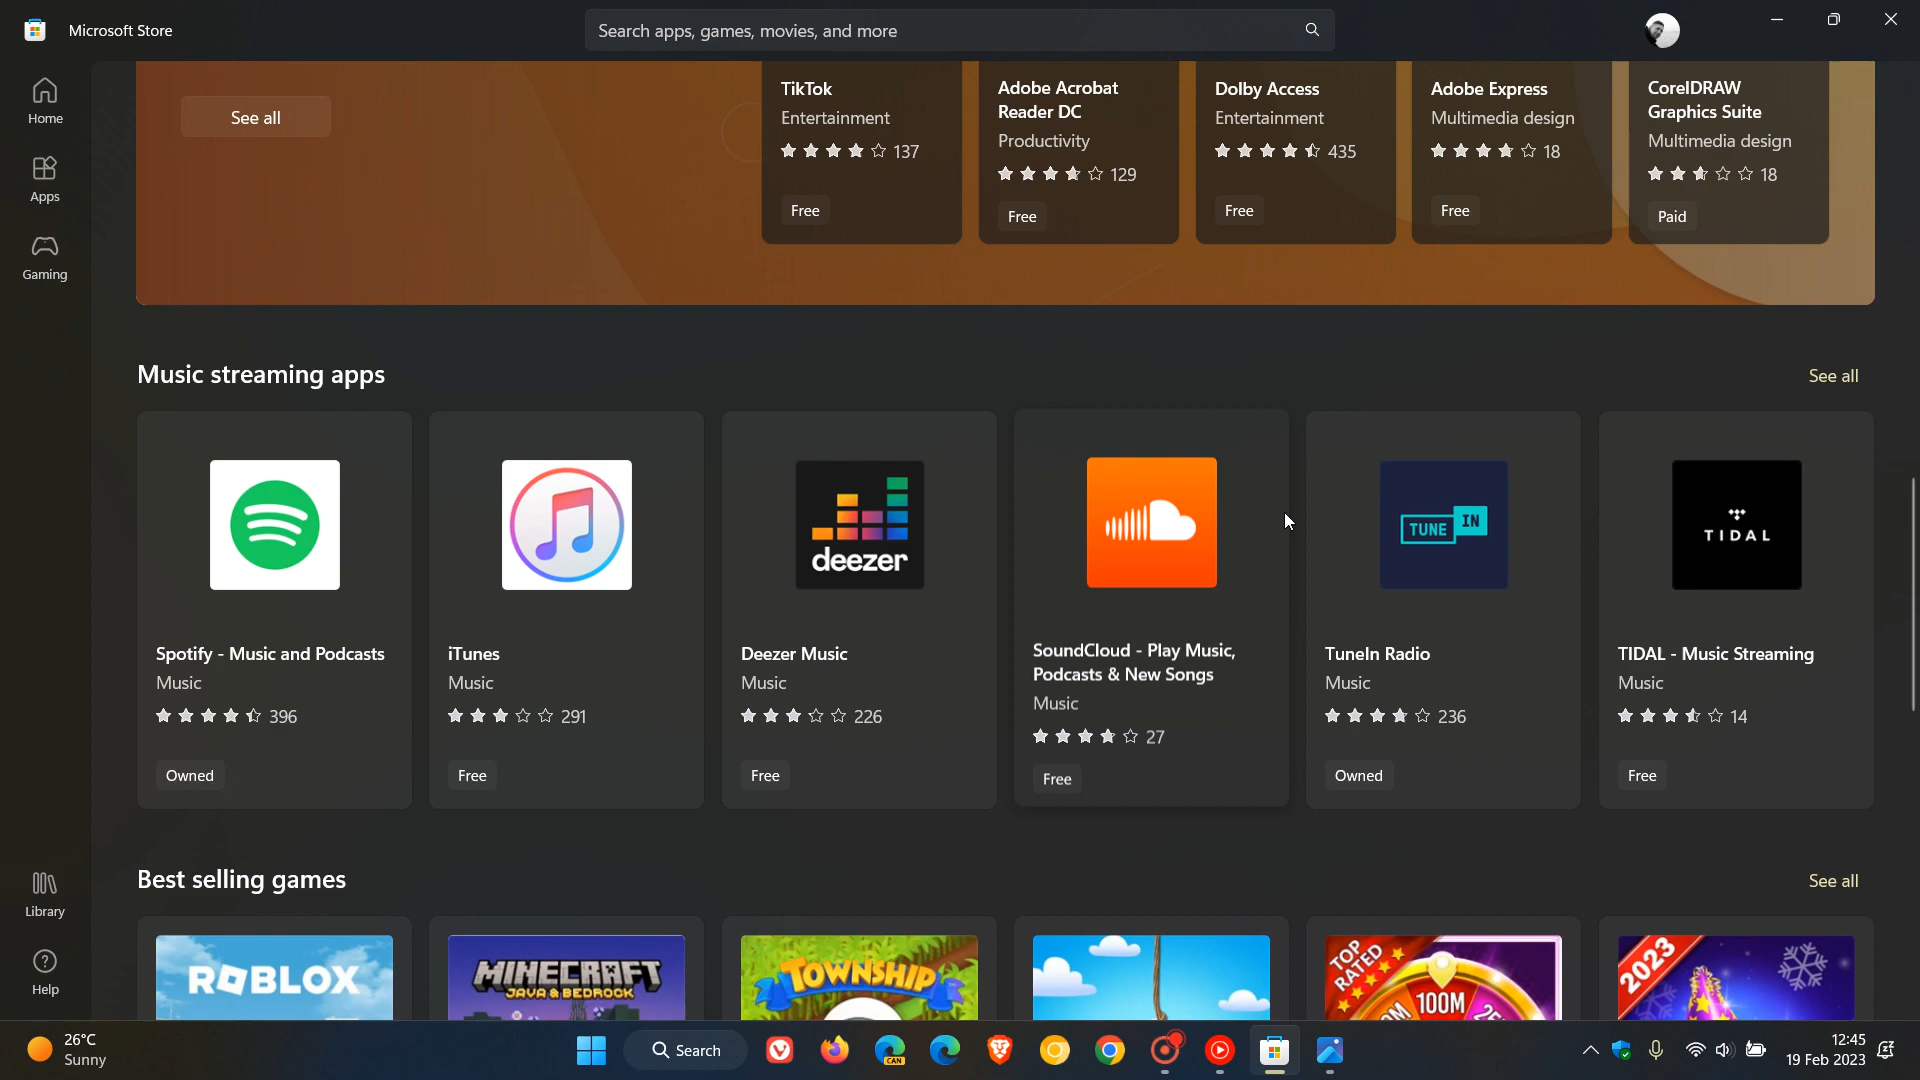 Microsoft Store
Search apps, games, movies, and more
Home
Apps
Gaming
Library
Help
See all
TikTok
Entertainment
137
Free
Adobe Acrobat
Reader DC
Productivity
129
Free
Dolby Access
Entertainment
435
Free
Adobe Express
Multimedia design
18
Free
CorelDRAW
Graphics Suite
Multimedia design
18
Paid
Music streaming apps
See all
deezer
TUNE IN
TIDAL
Spotify - Music and Podcasts
Music
396
Owned
iTunes
Music
291
Free
Deezer Music
Music
226
Free
SoundCloud - Play Music,
Podcasts & New Songs
Music
27
Free
TuneIn Radio
Music
236
Owned
TIDAL - Music Streaming
Music
14
Free
Best selling games
See all
ROBLOX
MINECRAFT
JAVA & BEDROCK
TOWNSHIP
TOP
RATED
100M
2023
26°C
Sunny
Search
CAN
12:45
19 Feb 2023